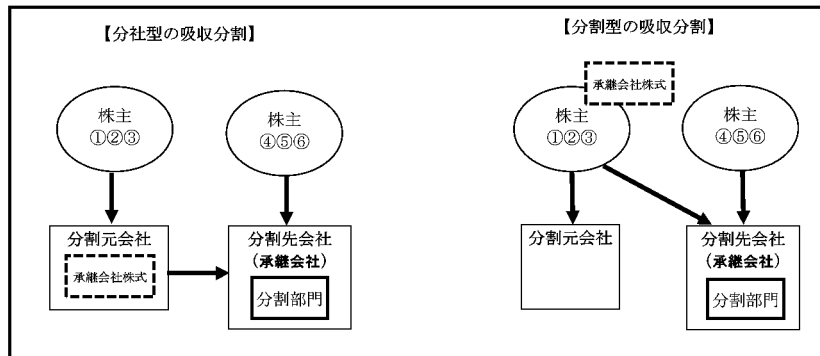 【分社型の吸収分割】
株主
①②③
株主
④⑤⑥
分割元会社
承継会社株式
分割先会社
(承継会社)
分割部門
【分割型の吸収分割】
承継会社株式
株主
①②③
株主
④⑤⑥
分割元会社
分割先会社
(承継会社)
分割部門